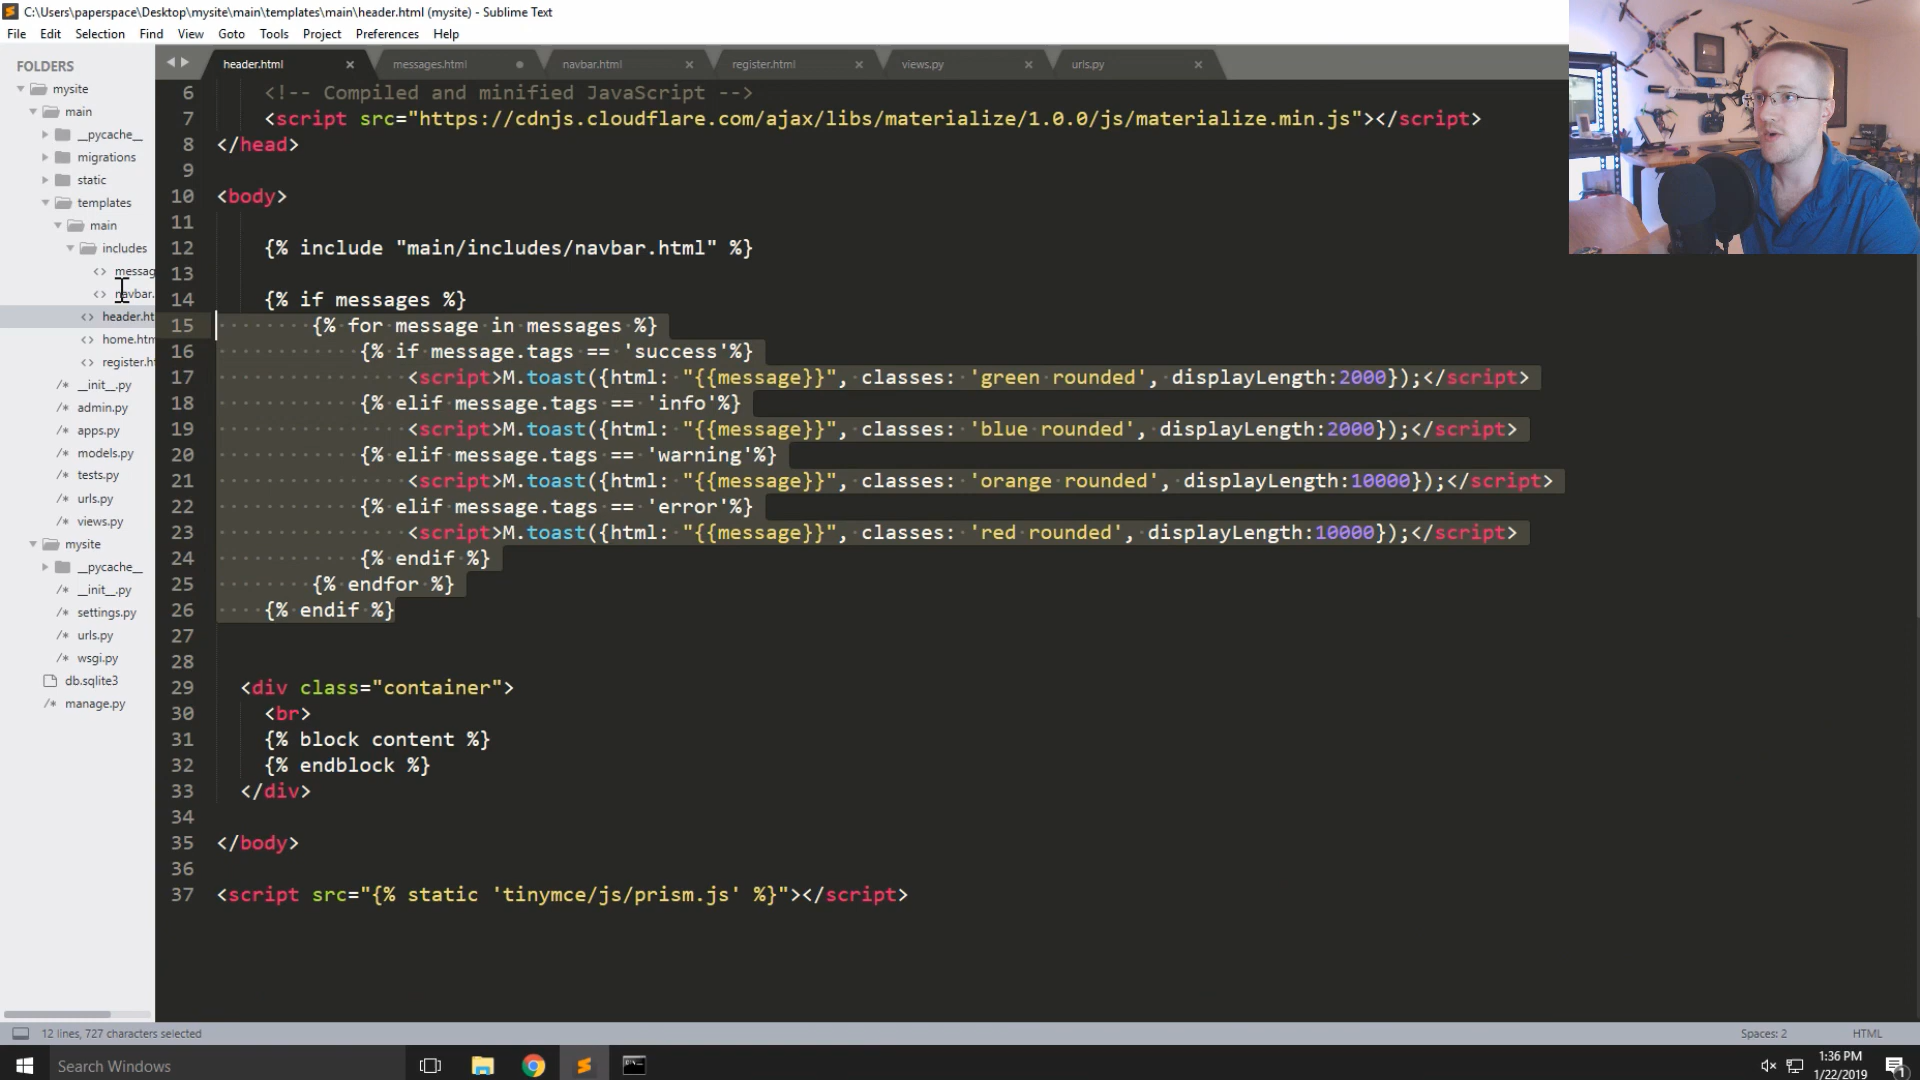 C:\Users\paperspace\Desktop\mysite\main\templates\main\header.html (mysite) - Sublime Text
File Edit Selection Find View Goto Tools Project Preferences Help
FOLDERS
mysite
main
__pycache__
migrations
static
templates
main
includes
messag
navbar.
header.ht
home.htm
register.h
__init__.py
admin.py
apps.py
models.py
tests.py
urls.py
views.py
mysite
__pycache__
__init__.py
settings.py
urls.py
wsgi.py
db.sqlite3
manage.py
header.html messages.html navbar.html register.html views.py urls.py
6 <!-- Compiled and minified JavaScript -->
7 <script src="https://cdnjs.cloudflare.com/ajax/libs/materialize/1.0.0/js/materialize.min.js"></script>
8 </head>
9
10 <body>
11
12 {% include "main/includes/navbar.html" %}
13
14 {% if messages %}
15 {% for message in messages %}
16 {% if message.tags == 'success'%}
17 <script>M.toast({html: "{{message}}", classes: 'green rounded', displayLength:2000});</script>
18 {% elif message.tags == 'info'%}
19 <script>M.toast({html: "{{message}}", classes: 'blue rounded', displayLength:2000});</script>
20 {% elif message.tags == 'warning'%}
21 <script>M.toast({html: "{{message}}", classes: 'orange rounded', displayLength:10000});</script>
22 {% elif message.tags == 'error'%}
23 <script>M.toast({html: "{{message}}", classes: 'red rounded', displayLength:10000});</script>
24 {% endif %}
25 {% endfor %}
26 {% endif %}
27
28
29 <div class="container">
30 <br>
31 {% block content %}
32 {% endblock %}
33 </div>
34
35 </body>
36
37 <script src="{% static 'tinymce/js/prism.js' %}"></script>
12 lines, 727 characters selected
Spaces: 2 HTML
Search Windows
1:36 PM
1/22/2019
1